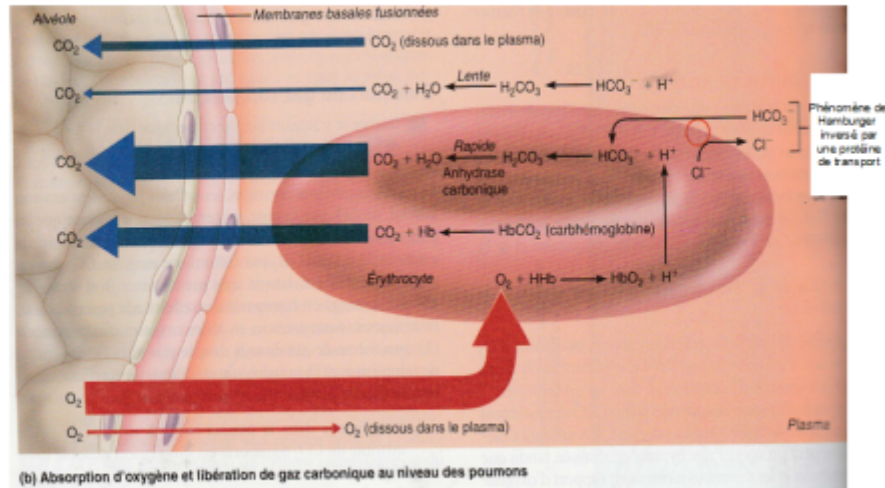 Alvéole
Membranes basales fusionnées
CO₂
CO₂ (dissous dans le plasma)
CO₂
CO₂ + H₂O
Lente
H₂CO₃
HCO₃⁻ + H⁺
HCO₃⁻
Cl⁻
Phénomène de
Hamburger
inversé par
une protéine
de transport
CO₂
CO₂ + H₂O
Rapide
Anhydrase
carbonique
H₂CO₃
HCO₃⁻ + H⁺
Cl⁻
CO₂
CO₂ + Hb
HbCO₂ (carbhémoglobine)
Érythrocyte
O₂ + HHb
HbO₂ + H⁺
O₂
O₂
O₂ (dissous dans le plasma)
Plasma
(b) Absorption d'oxygène et libération de gaz carbonique au niveau des poumons